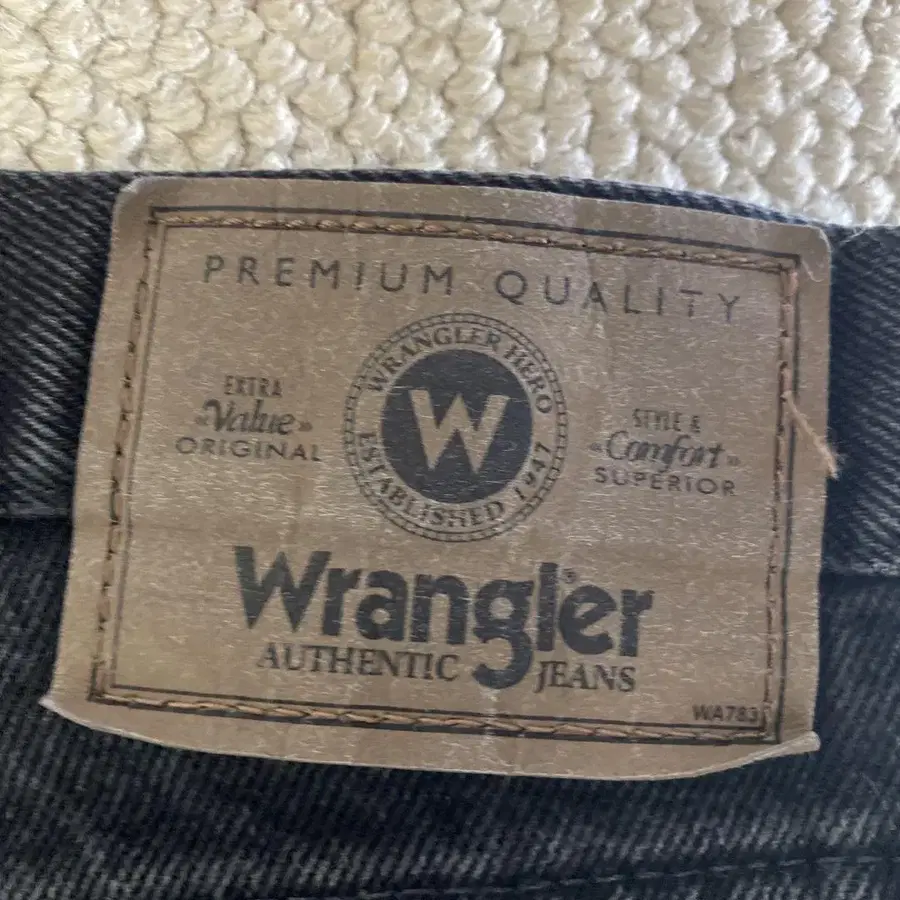 PREMIUM QUALITY
WRANGLER HERO
ESTABLISHED 1947
W
EXTRA
«Value»
ORIGINAL
STYLE &
«Comfort»
SUPERIOR
Wrangler®
AUTHENTIC JEANS
WA783